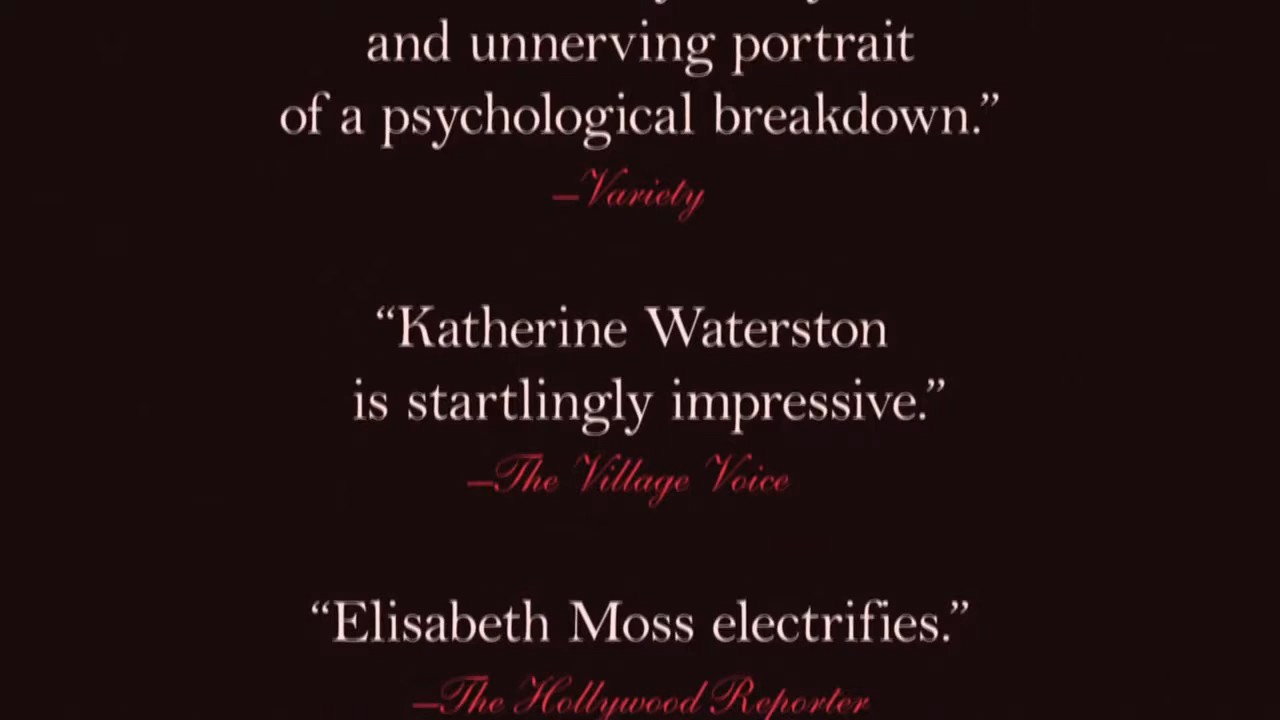 and unnerving portrait
of a psychological breakdown.”
—Variety
“Katherine Waterston
is startlingly impressive.”
—The Village Voice
“Elisabeth Moss electrifies.”
—The Hollywood Reporter